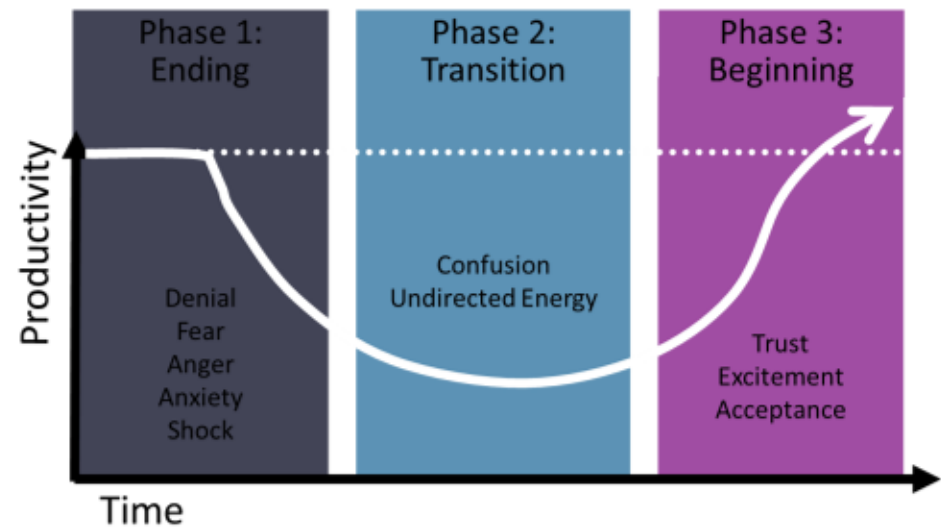 Phase 1:
Ending
Phase 2:
Transition
Phase 3:
Beginning
Productivity
Denial
Fear
Anger
Anxiety
Shock
Confusion
Undirected Energy
Trust
Excitement
Acceptance
Time